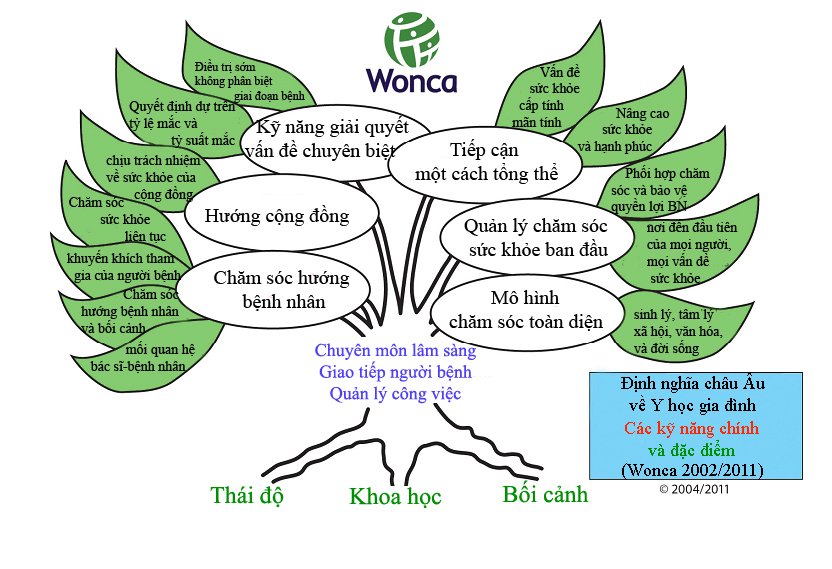 Wonca
Điều trị sớm
không phân biệt
giai đoạn bệnh
Quyết định dự trên
tỷ lệ mắc và
tỷ suất mắc
chịu trách nhiệm
về sức khỏe của
cộng đồng
Chăm sóc
sức khỏe
liên tục
khuyến khích tham
gia của người bệnh
Chăm sóc
hướng bệnh nhân
và bối cảnh
mối quan hệ
bác sĩ-bệnh nhân
Kỹ năng giải quyết
vấn đề chuyên biệt
Hướng cộng đồng
Chăm sóc hướng
bệnh nhân
Tiếp cận
một cách tổng thể
Quản lý chăm sóc
sức khỏe ban đầu
Mô hình
chăm sóc toàn diện
Vấn đề
sức khỏe
cấp tính
mãn tính
Nâng cao
sức khỏe
và hạnh phúc
Phối hợp chăm
sóc và bảo vệ
quyền lợi BN
nơi đến đầu tiên
của mọi người,
mọi vấn đề
sức khỏe
sinh lý, tâm lý
xã hội, văn hóa,
và đời sống
Chuyên môn lâm sàng
Giao tiếp người bệnh
Quản lý công việc
Thái độ
Khoa học
Bối cảnh
Định nghĩa châu Âu
về Y học gia đình
Các kỹ năng chính
và đặc điểm
(Wonca 2002/2011)
© 2004/2011